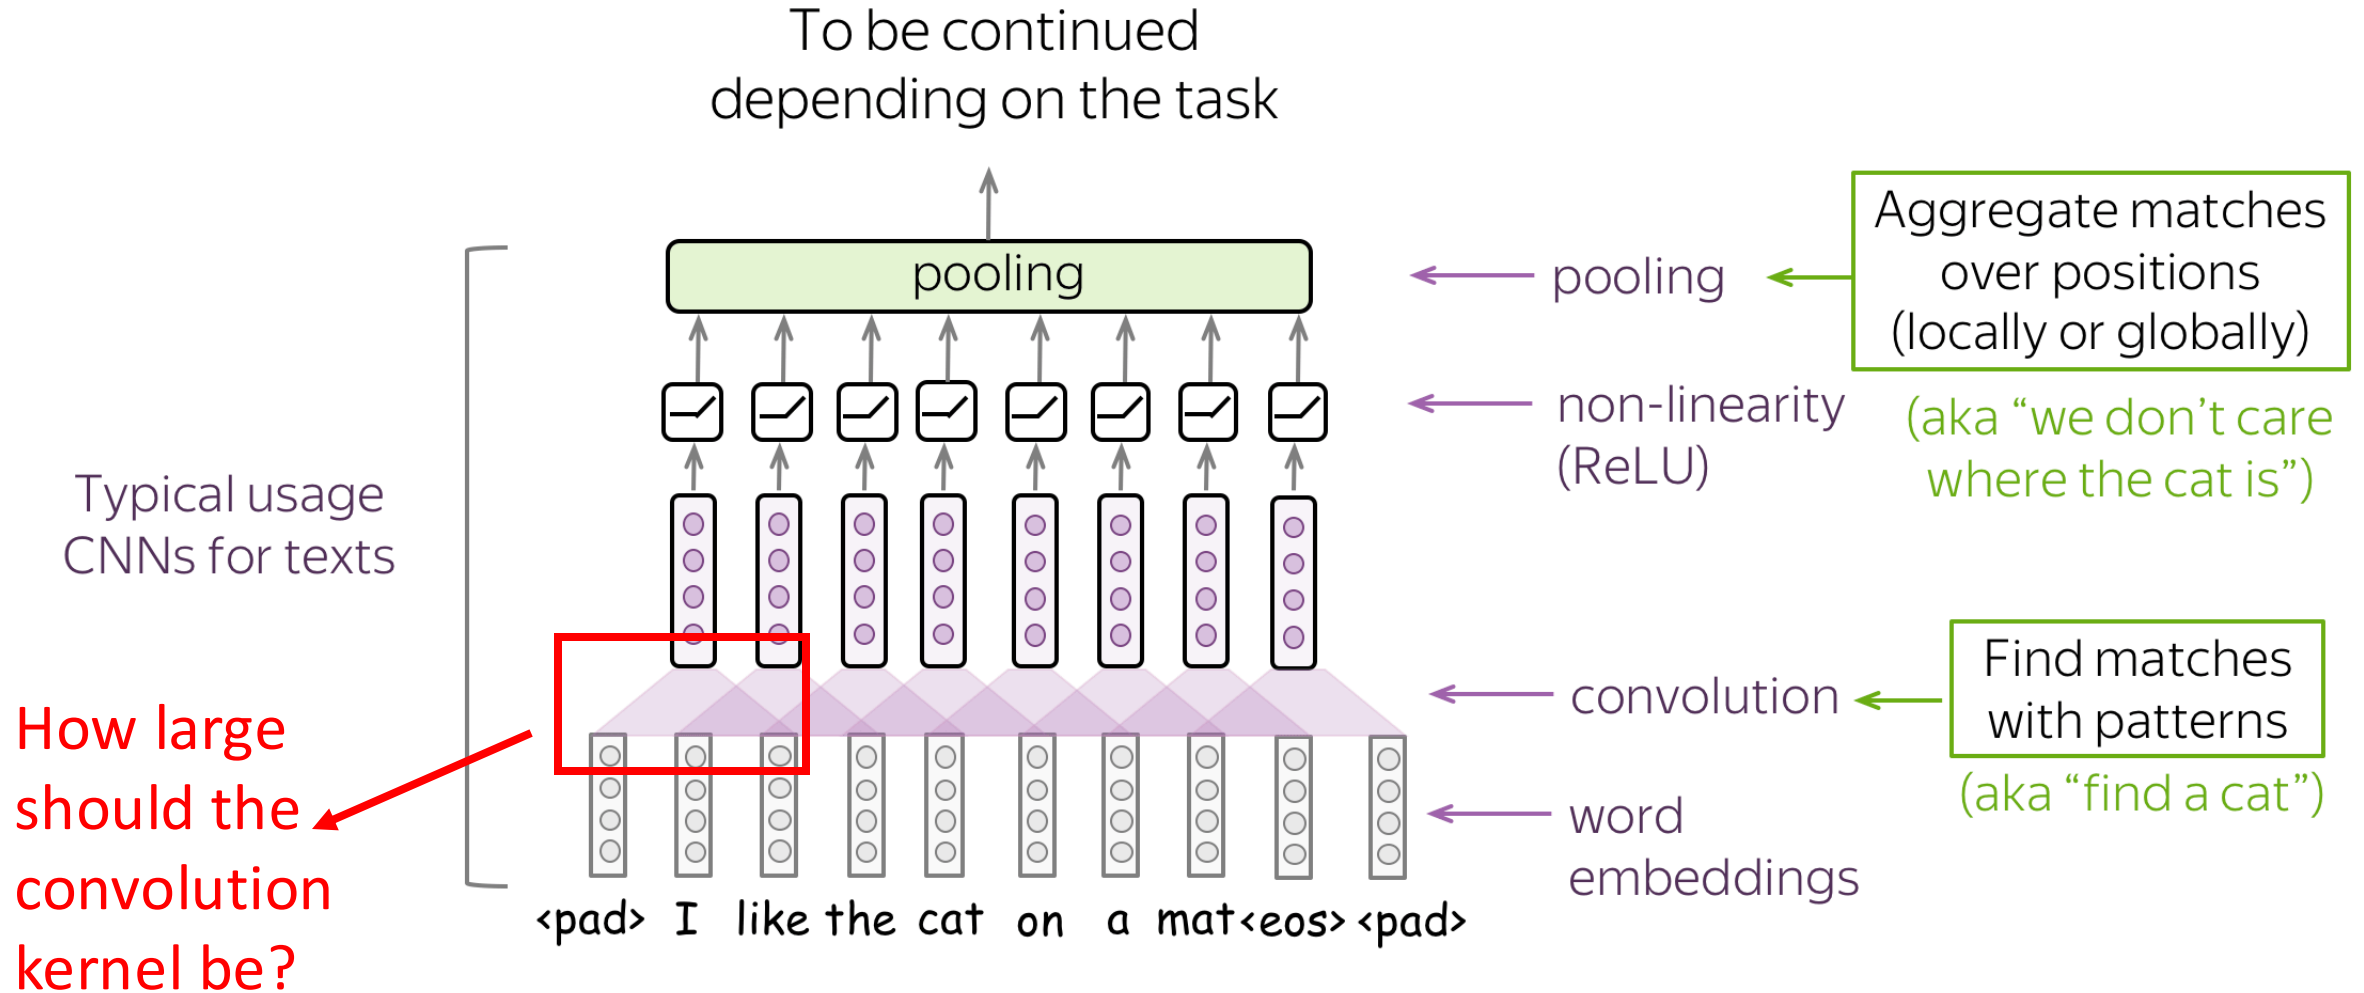 To be continued
depending on the task
pooling
pooling
Aggregate matches
over positions
(locally or globally)
(aka “we don’t care
where the cat is”)
non-linearity
(ReLU)
Typical usage
CNNs for texts
convolution
Find matches
with patterns
(aka “find a cat”)
How large
should the
convolution
kernel be?
word
embeddings
<pad> I like the cat on a mat <eos> <pad>